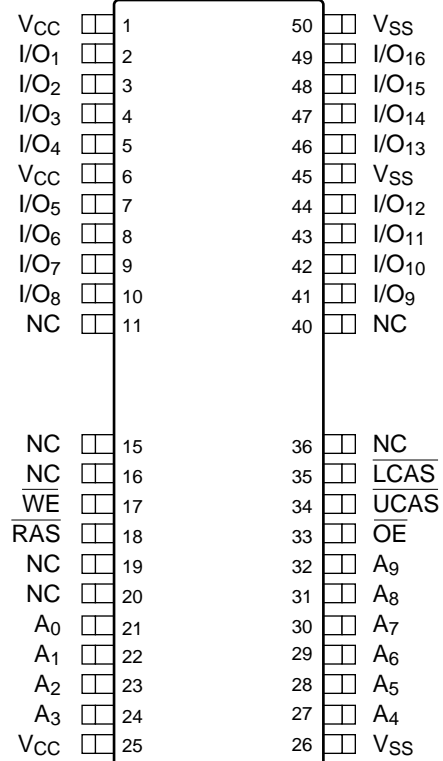 VCC 1 50 VSS
I/O1 2 49 I/O16
I/O2 3 48 I/O15
I/O3 4 47 I/O14
I/O4 5 46 I/O13
VCC 6 45 VSS
I/O5 7 44 I/O12
I/O6 8 43 I/O11
I/O7 9 42 I/O10
I/O8 10 41 I/O9
NC 11 40 NC
NC 15 36 NC
NC 16 35 LCAS
WE 17 34 UCAS
RAS 18 33 OE
NC 19 32 A9
NC 20 31 A8
A0 21 30 A7
A1 22 29 A6
A2 23 28 A5
A3 24 27 A4
VCC 25 26 VSS